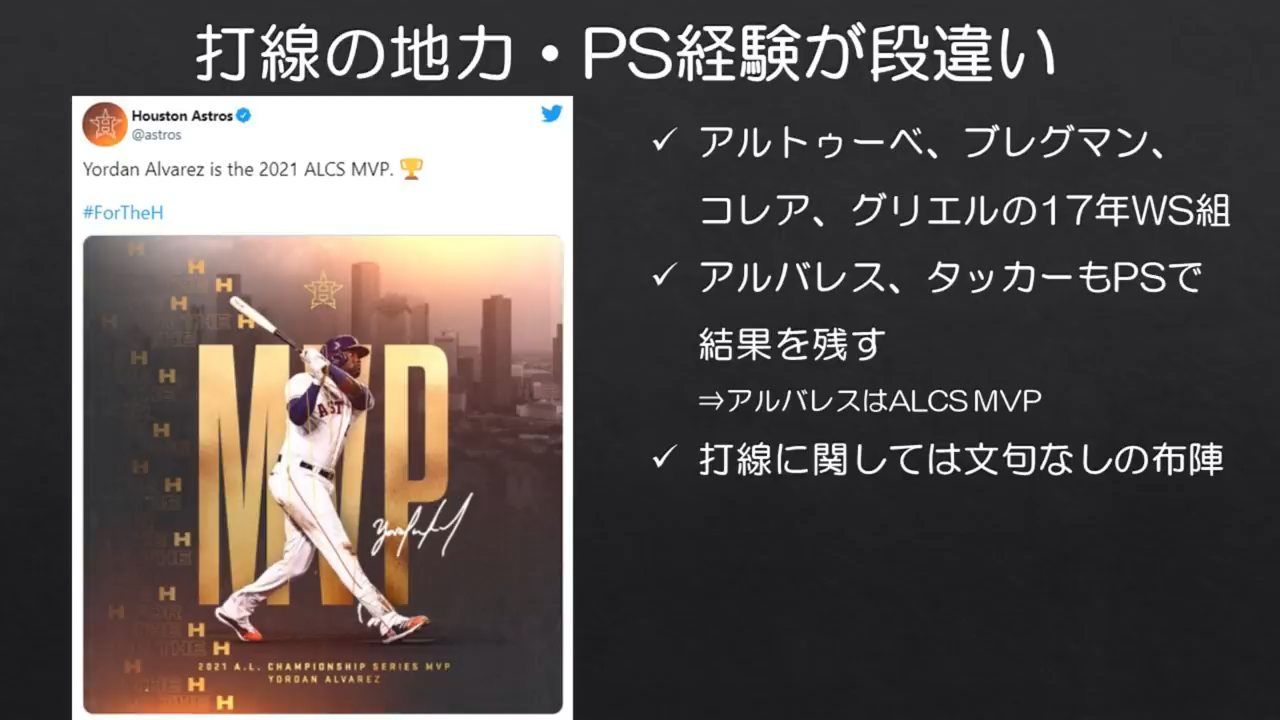 打線の地力・PS経験が段違い
Houston Astros
@astros
Yordan Alvarez is the 2021 ALCS MVP. 🏆
#ForTheH
MVP
2021 A.L. CHAMPIONSHIP SERIES MVP
YORDAN ALVAREZ
✓ アルトゥーベ、ブレグマン、
コレア、グリエルの17年WS組
✓ アルバレス、タッカーもPSで
結果を残す
⇒アルバレスはALCS MVP
✓ 打線に関しては文句なしの布陣